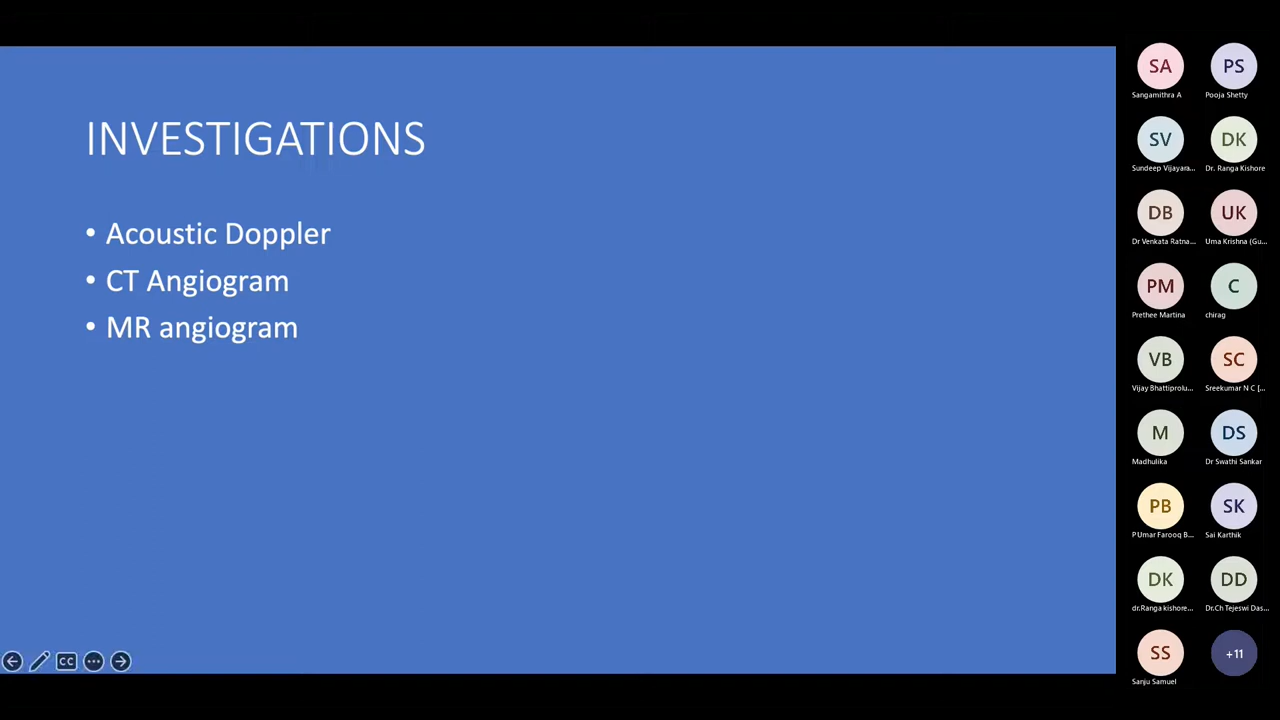 INVESTIGATIONS
• Acoustic Doppler
• CT Angiogram
• MR angiogram
CC
SA
Sangamithra A
PS
Pooja Shetty
SV
Sundeep Vijayara...
DK
Dr. Ranga Kishore
DB
Dr Venkata Ratna...
UK
Uma Krishna (Gu...
PM
Prethee Martina
C
chirag
VB
Vijay Bhattiprolu...
SC
Sreekumar N C [...
M
Madhulika
DS
Dr Swathi Sankar
PB
P Umar Farooq B...
SK
Sai Karthik
DK
dr.Ranga kishore...
DD
Dr.Ch Tejeswi Das...
SS
Sanju Samuel
+11